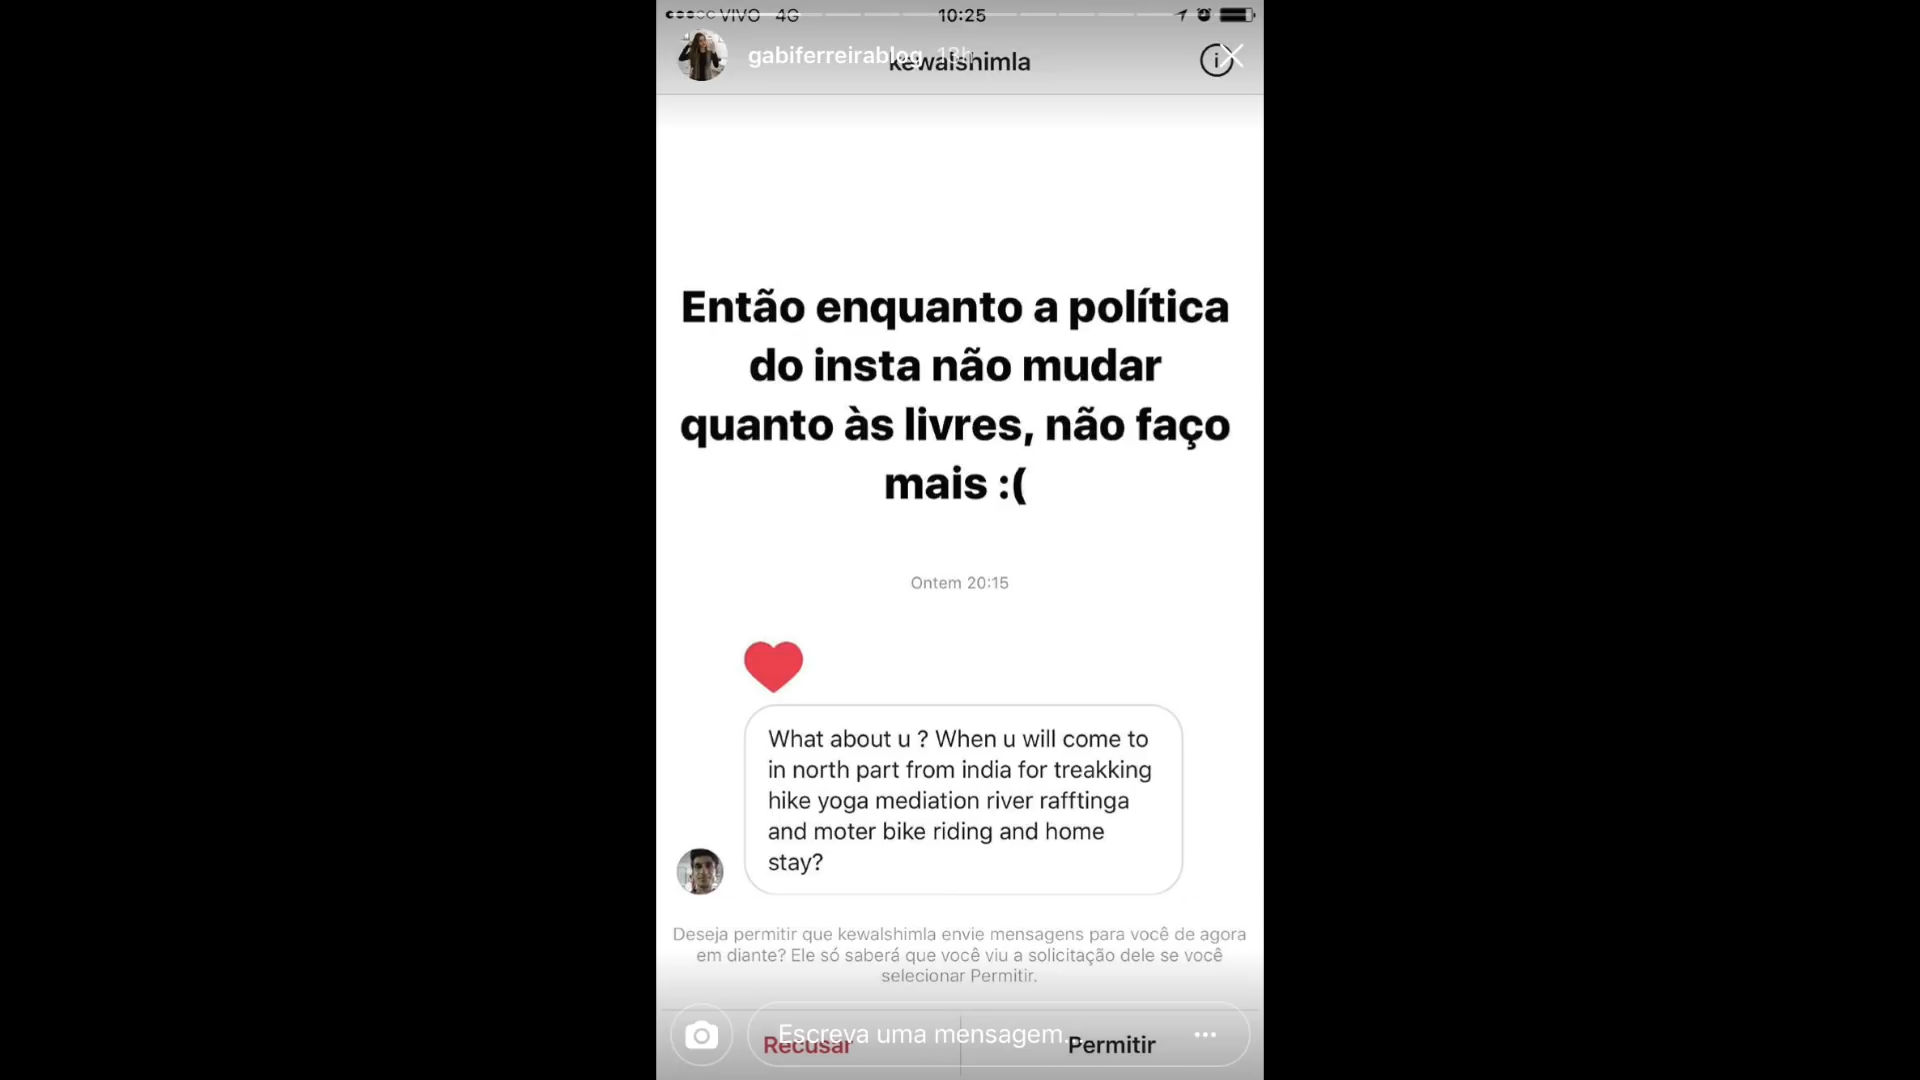 VIVO 4G 10:25
gabiferreirablog 13h
kewalshimla
Então enquanto a política
do insta não mudar
quanto às livres, não faço
mais :(
Ontem 20:15
What about u ? When u will come to
in north part from india for treakking
hike yoga mediation river rafftinga
and moter bike riding and home
stay?
Deseja permitir que kewalshimla envie mensagens para você de agora
em diante? Ele só saberá que você viu a solicitação dele se você
selecionar Permitir.
Escreva uma mensagem...
Recusar Permitir